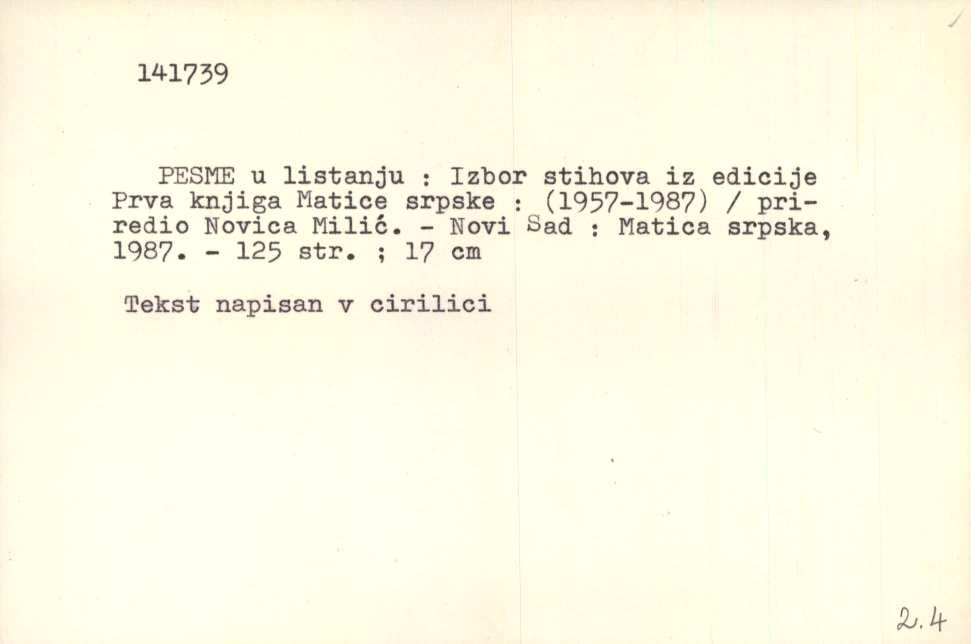 141739
PESME u listanju : Izbor stihova iz edicije
Prva knjiga Matice srpske : (1957-1987) / pri-
redio Novica Milić. - Novi Sad : Matica srpska,
1987. - 125 str. ; 17 cm
Tekst napisan v cirilici
2.4